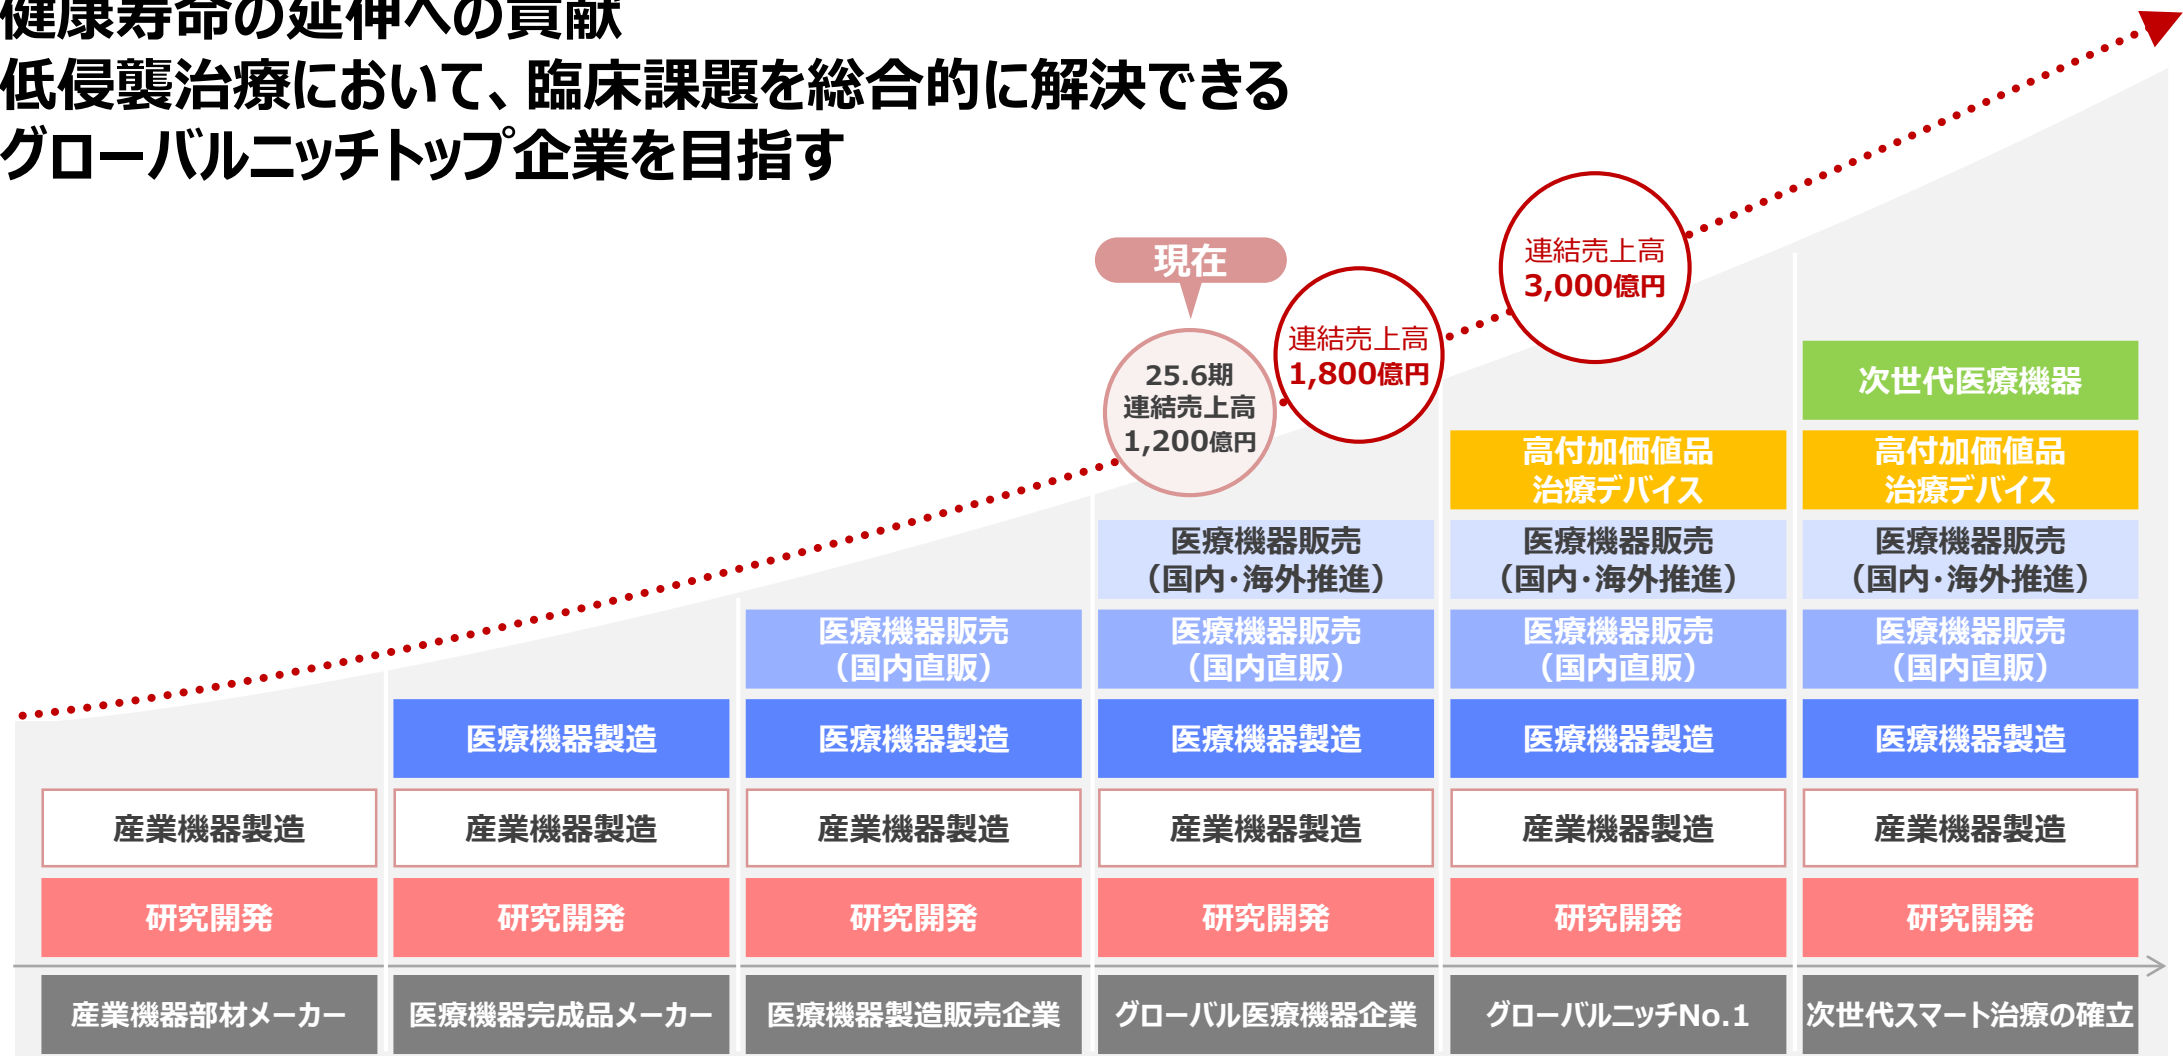 健康寿命の延伸への貢献
低侵襲治療において、臨床課題を総合的に解決できる
グローバルニッチトップ企業を目指す
現在
25.6期
連結売上高
1,200億円
連結売上高
1,800億円
連結売上高
3,000億円
産業機器製造
研究開発
産業機器部材メーカー
医療機器製造
産業機器製造
研究開発
医療機器完成品メーカー
医療機器販売
（国内直販）
医療機器製造
産業機器製造
研究開発
医療機器製造販売企業
医療機器販売
（国内・海外推進）
医療機器販売
（国内直販）
医療機器製造
産業機器製造
研究開発
グローバル医療機器企業
高付加価値品
治療デバイス
医療機器販売
（国内・海外推進）
医療機器販売
（国内直販）
医療機器製造
産業機器製造
研究開発
グローバルニッチNo.1
次世代医療機器
高付加価値品
治療デバイス
医療機器販売
（国内・海外推進）
医療機器販売
（国内直販）
医療機器製造
産業機器製造
研究開発
次世代スマート治療の確立